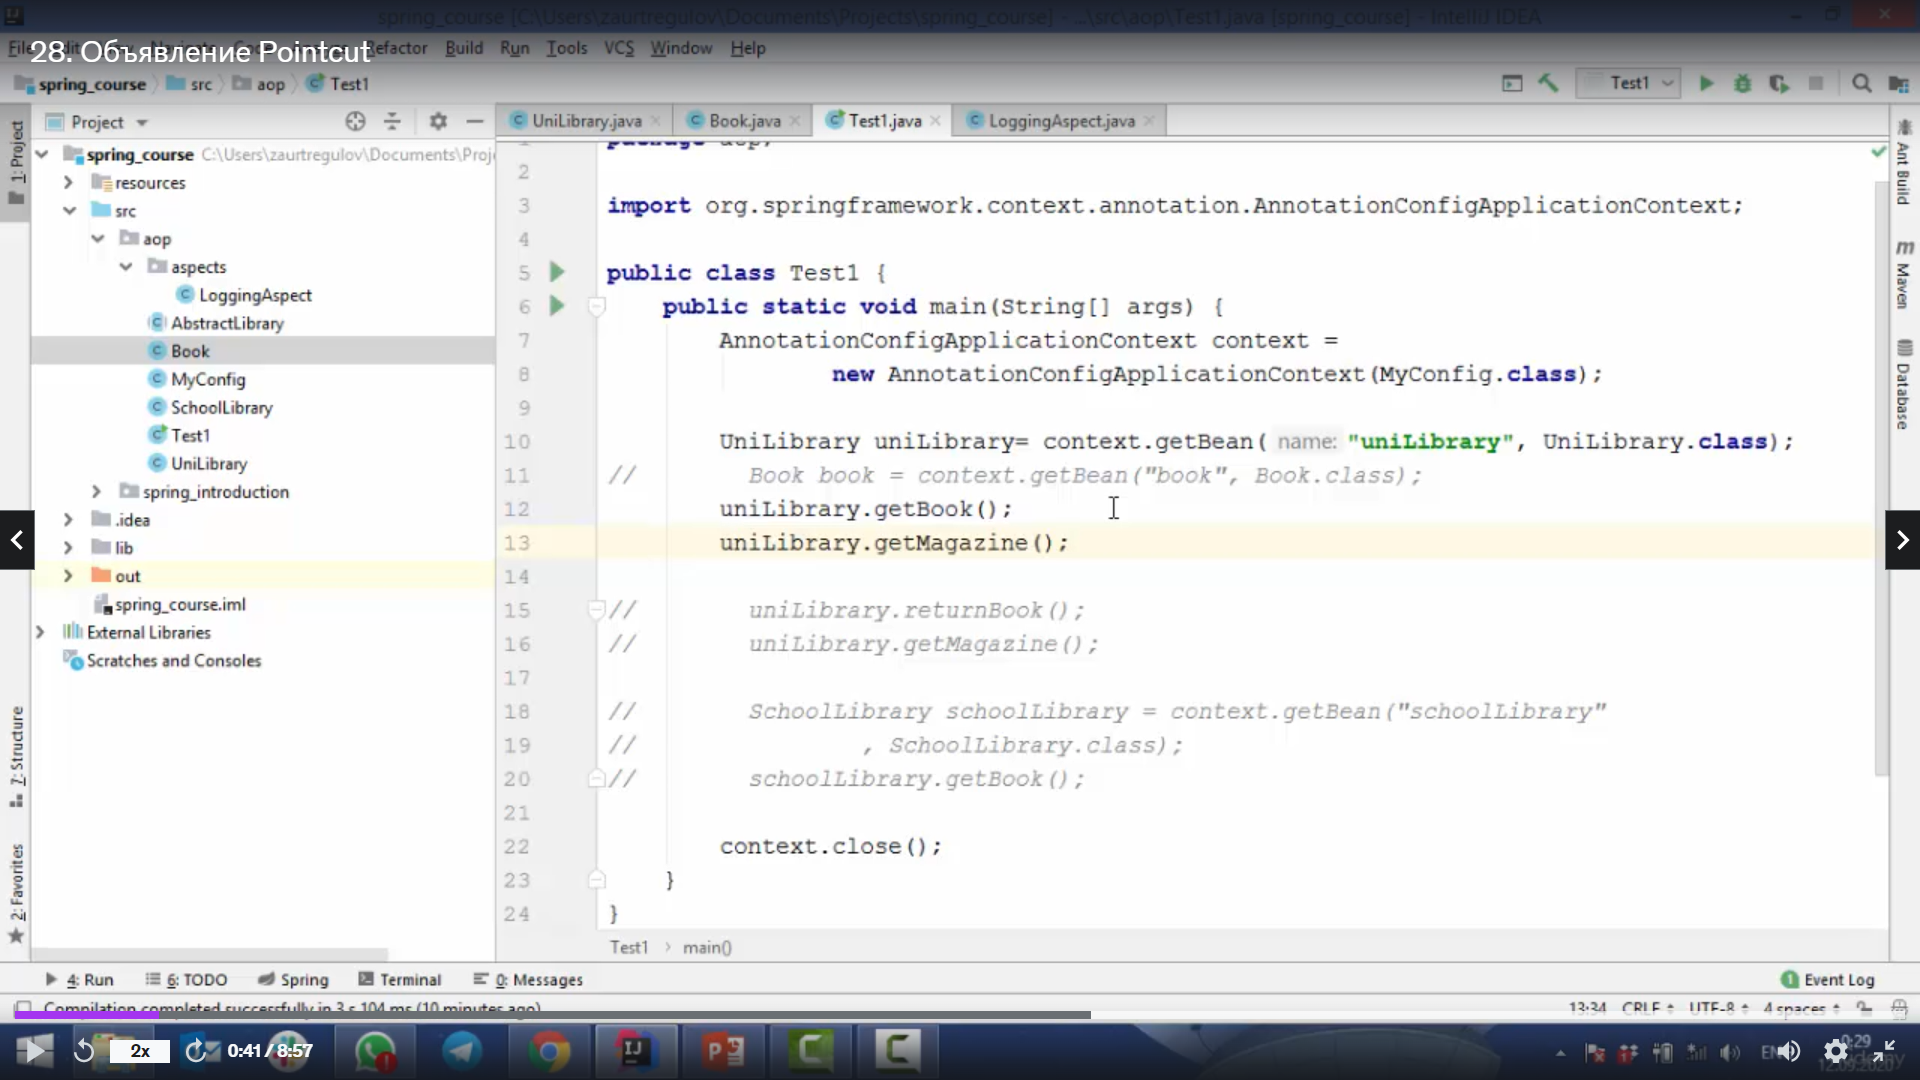 spring_course [C:\Users\zaurtregulov\Documents\Projects\spring_course] - ...\src\aop\Test1.java [spring_course] - IntelliJ IDEA
28. Объявление Pointcut
Refactor Build Run Tools VCS Window Help
spring_course src aop Test1
Test1
Project
UniLibrary.java Book.java Test1.java LoggingAspect.java
1: Project
spring_course C:\Users\zaurtregulov\Documents\Proj
resources
src
aop
aspects
LoggingAspect
AbstractLibrary
Book
MyConfig
SchoolLibrary
Test1
UniLibrary
spring_introduction
.idea
lib
out
spring_course.iml
External Libraries
Scratches and Consoles
7: Structure
2: Favorites
package aop;
2
3 import org.springframework.context.annotation.AnnotationConfigApplicationContext;
4
5 public class Test1 {
6 public static void main(String[] args) {
7 AnnotationConfigApplicationContext context =
8 new AnnotationConfigApplicationContext(MyConfig.class);
9
10 UniLibrary uniLibrary= context.getBean( name: "uniLibrary", UniLibrary.class);
11 // Book book = context.getBean("book", Book.class);
12 uniLibrary.getBook();
13 uniLibrary.getMagazine();
14
15 // uniLibrary.returnBook();
16 // uniLibrary.getMagazine();
17
18 // SchoolLibrary schoolLibrary = context.getBean("schoolLibrary"
19 // , SchoolLibrary.class);
20 // schoolLibrary.getBook();
21
22 context.close();
23 }
24 }
Test1 › main()
Ant Build
Maven
Database
4: Run 6: TODO Spring Terminal 0: Messages
1 Event Log
Compilation completed successfully in 3 s 104 ms (10 minutes ago)
13:34 CRLF UTF-8 4 spaces
2x 0:41 / 8:57